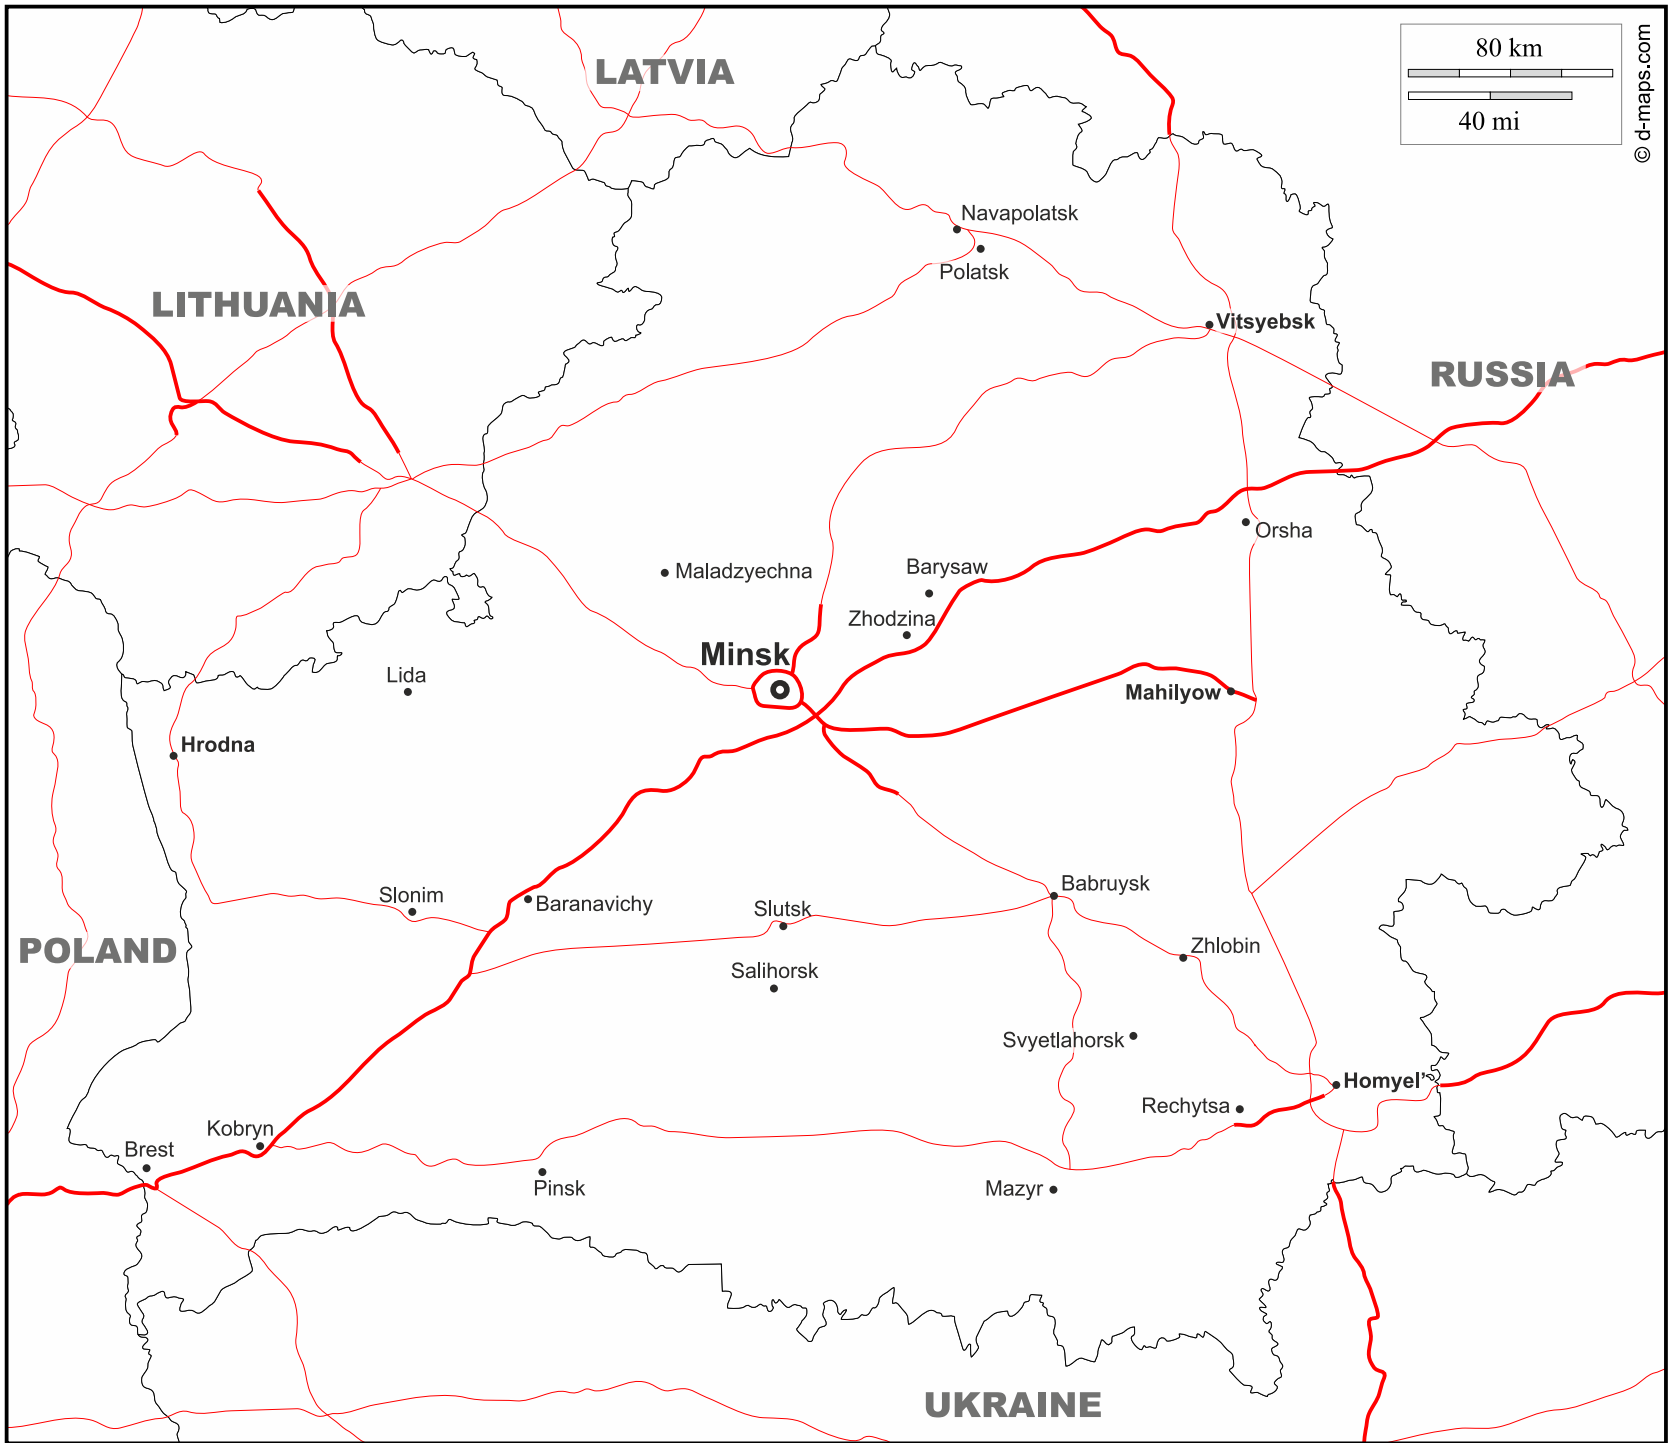 LATVIA
80 km
40 mi
© d-maps.com
Navapolatsk
Polatsk
LITHUANIA
Vitsyebsk
RUSSIA
Orsha
Maladzyechna
Barysaw
Zhodzina
Minsk
Lida
Mahilyow
Hrodna
Slonim
Baranavichy
Slutsk
Babruysk
POLAND
Zhlobin
Salihorsk
Svyetlahorsk
Homyel’
Rechytsa
Kobryn
Brest
Pinsk
Mazyr
UKRAINE